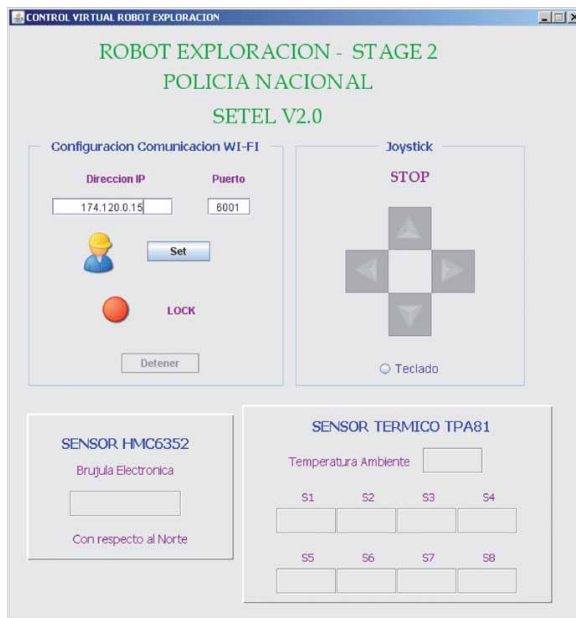 CONTROL VIRTUAL ROBOT EXPLORACION
ROBOT EXPLORACION - STAGE 2
POLICIA NACIONAL
SETEL V2.0
Configuracion Comunicacion WI-FI
Direccion IP Puerto
174.120.0.15 6001
Set
LOCK
Detener
Joystick
STOP
Teclado
SENSOR HMC6352
Brujula Electronica
Con respecto al Norte
SENSOR TERMICO TPA81
Temperatura Ambiente
S1 S2 S3 S4
S5 S6 S7 S8